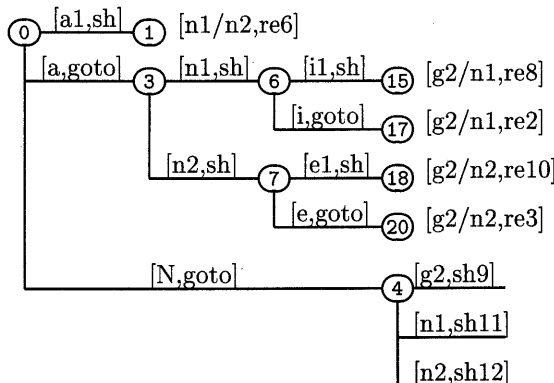 0 [a1,sh] 1 [n1/n2,re6]
[a,goto] 3 [n1,sh] 6 [i1,sh] 15 [g2/n1,re8]
[i,goto] 17 [g2/n1,re2]
[n2,sh] 7 [e1,sh] 18 [g2/n2,re10]
[e,goto] 20 [g2/n2,re3]
[N,goto] 4 [g2,sh9]
[n1,sh11]
[n2,sh12]